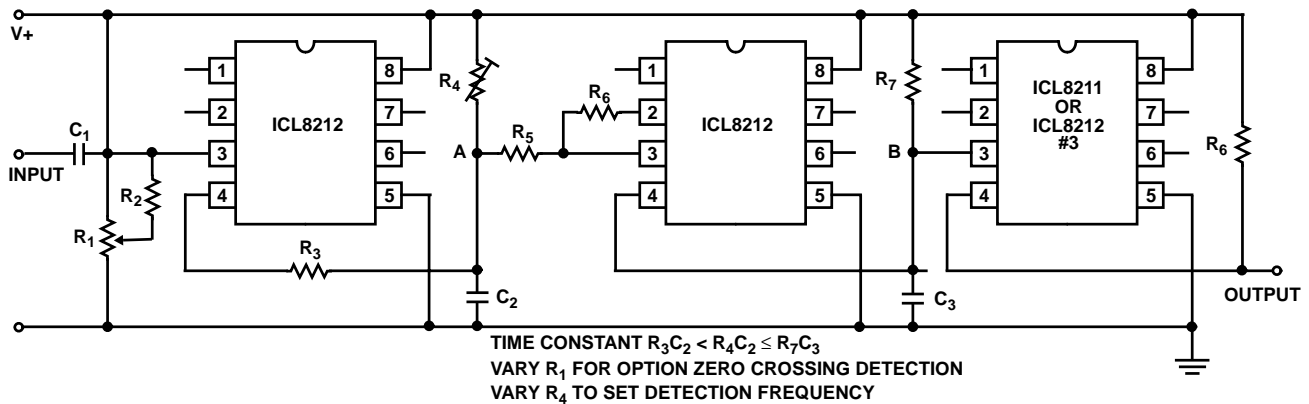 V+
INPUT
C1
R1
R2
1
2
3
4
ICL8212
8
7
6
5
R3
R4
A
C2
R5
R6
1
2
3
4
ICL8212
8
7
6
5
R7
B
C3
1
2
3
4
ICL8211
OR
ICL8212
#3
8
7
6
5
R6
OUTPUT
TIME CONSTANT R3C2 < R4C2 ≤ R7C3
VARY R1 FOR OPTION ZERO CROSSING DETECTION
VARY R4 TO SET DETECTION FREQUENCY